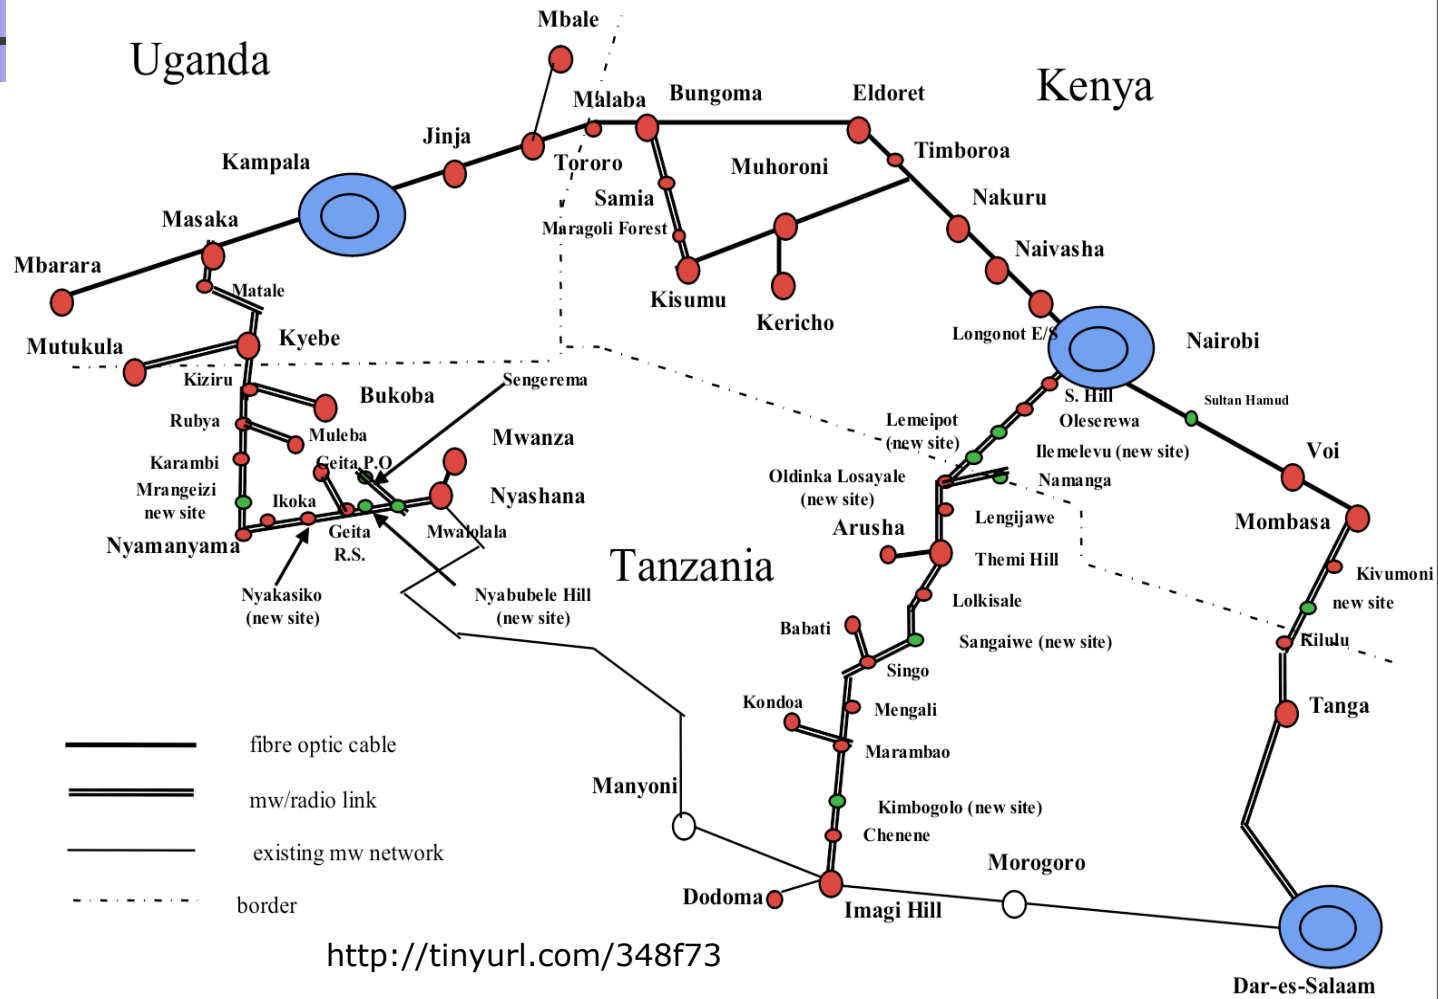 Uganda
Mbale
Kenya
Malaba
Bungoma
Eldoret
Jinja
Kampala
Tororo
Muhoroni
Timboroa
Samia
Nakuru
Masaka
Maragoli Forest
Naivasha
Mbarara
Matale
Kisumu
Kericho
Longonot E/S
Nairobi
Mutukula
Kyebe
Kiziru
Bukoba
Sengerema
S. Hill
Sultan Hamud
Rubya
Muleba
Mwanza
Lemeipot
(new site)
Oleserewa
Ilemelevu (new site)
Voi
Karambi
Geita P.O
Oldinka Losayale
(new site)
Namanga
Mrangeizi
new site
Ikoka
Nyashana
Arusha
Lengijawe
Mombasa
Nyamanyama
Geita
R.S.
Mwalolala
Tanzania
Themi Hill
Kivumoni
new site
Nyakasiko
(new site)
Nyabubele Hill
(new site)
Lolkisale
Babati
Sangaiwe (new site)
Kilulu
Singo
Kondoa
Mengali
Tanga
fibre optic cable
Marambao
mw/radio link
Manyoni
Kimbogolo (new site)
Chenene
existing mw network
Morogoro
border
Dodoma
Imagi Hill
http://tinyurl.com/348f73
Dar-es-Salaam